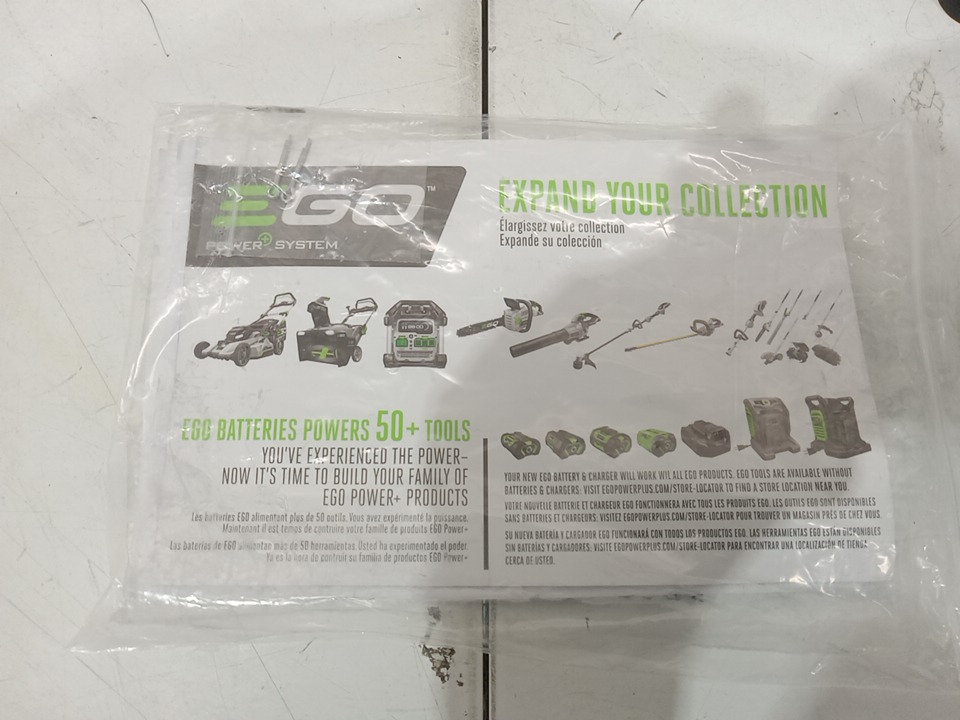 EGO™
POWER+ SYSTEM
EXPAND YOUR COLLECTION
Élargissez votre collection
Expande su colección
EGO BATTERIES POWERS 50+ TOOLS
YOU'VE EXPERIENCED THE POWER–
NOW IT'S TIME TO BUILD YOUR FAMILY OF
EGO POWER+ PRODUCTS
Les batteries EGO alimentent plus de 50 outils. Vous avez expérimenté la puissance.
Maintenant il est temps de construire votre famille de produits EGO Power+
Las baterías de EGO alimentan más de 50 herramientas. Usted ha experimentado el poder.
Ya es la hora de contruir su familia de productos EGO Power+
YOUR NEW EGO BATTERY & CHARGER WILL WORK WIL ALL EGO PRODUCTS. EGO TOOLS ARE AVAILABLE WITHOUT
BATTERIES & CHARGERS: VISIT EGOPOWERPLUS.COM/STORE-LOCATOR TO FIND A STORE LOCATION NEAR YOU.
VOTRE NOUVELLE BATTERIE ET CHARGEUR EGO FONCTIONNERA AVEC TOUS LES PRODUITS EGO. LES OUTILS EGO SONT DISPONIBLES
SANS BATTERIES ET CHARGEURS: VISITEZ EGOPOWERPLUS.COM/STORE-LOCATOR POUR TROUVER UN MAGASIN PRÈS DE CHEZ VOUS.
SU NUEVA BATERÍA Y CARGADOR EGO FUNCIONARÁ CON TODOS LOS PRODUCTOS EGO. LAS HERRAMIENTAS EGO ESTÁN DISPONIBLES
SIN BATERÍAS Y CARGADORES; VISITE EGOPOWERPLUS.COM/STORE-LOCATOR PARA ENCONTRAR UNA LOCALIZACIÓN DE TIENDA
CERCA DE USTED.